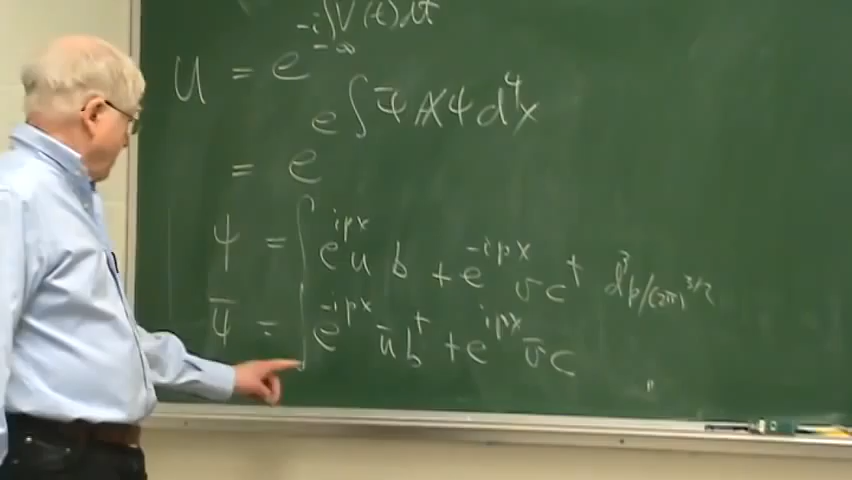 U = e^{-i∫_{-∞} V(t)dt}
= e^{e∫ψ̄ A̸ ψ d⁴x}
ψ = ∫ e^{ipx} u b + e^{-ipx} v c† d³p/(2π)^{3/2}
ψ̄ = ∫ e^{-ipx} ū b† + e^{ipx} v̄ c